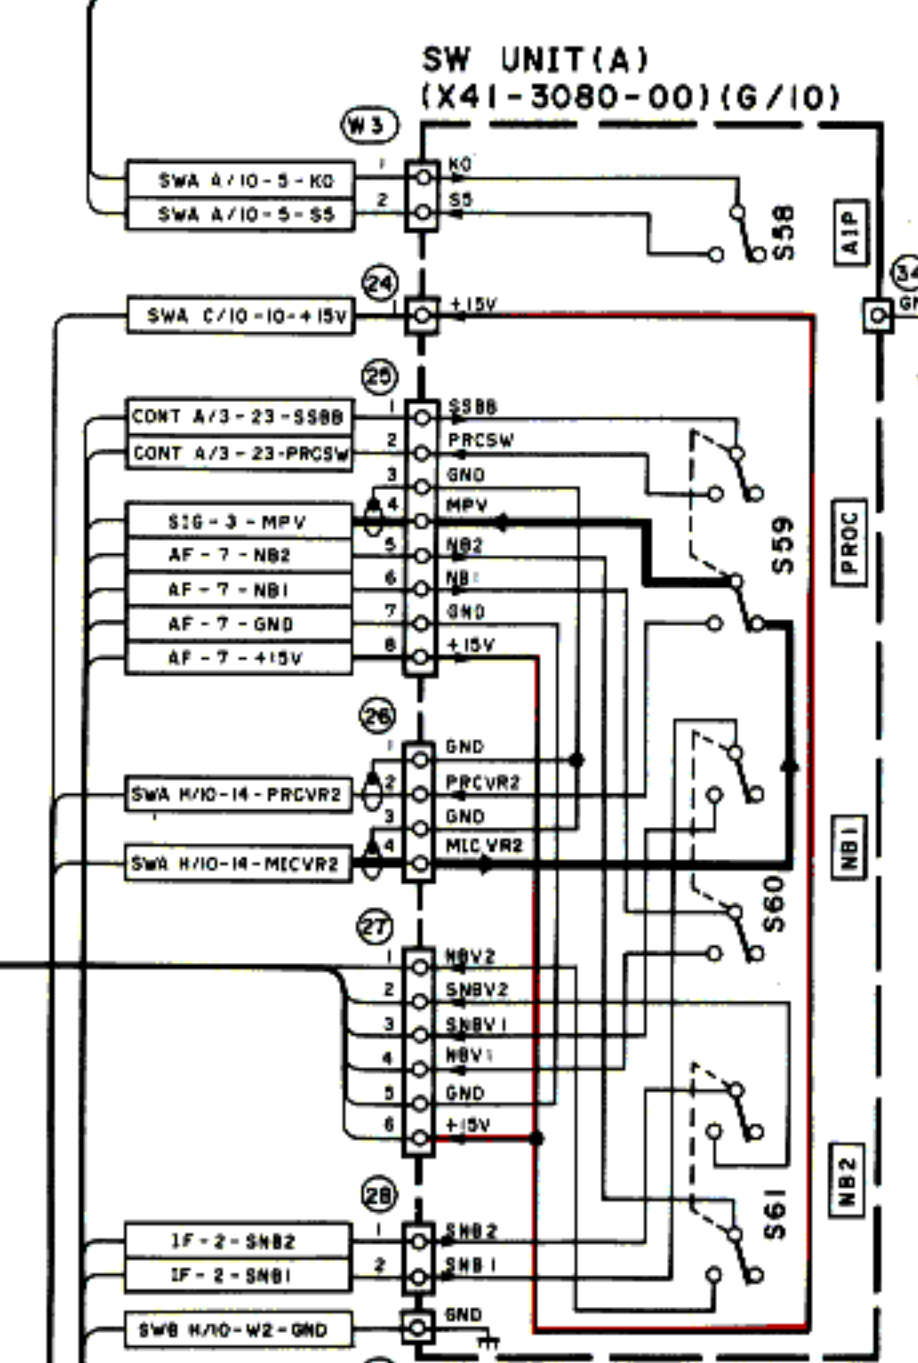 SW UNIT(A)
(X41-3080-00)(G/10)
W3
1 K0
SWA A/10-5-K0
2 S5
SWA A/10-5-S5
S58
AIP
24
34
1 +15V
SWA C/10-10-+15V
25
1 SSBB
CONT A/3-23-SSBB
2 PRCSW
CONT A/3-23-PRCSW
3 GND
4 MPV
SIG-3-MPV
5 NB2
AF-7-NB2
6 NB1
AF-7-NB1
7 GND
AF-7-GND
8 +15V
AF-7-+15V
S59
PROC
26
1 GND
2 PRCVR2
SWA H/10-14-PRCVR2
3 GND
4 MICVR2
SWA H/10-14-MICVR2
NB1
S60
27
1 NBV2
2 SNBV2
3 SNBV1
4 NBV1
5 GND
6 +15V
NB2
S61
28
1 SNB2
IF-2-SNB2
2 SNB1
IF-2-SNB1
GND
SWB H/10-W2-GND